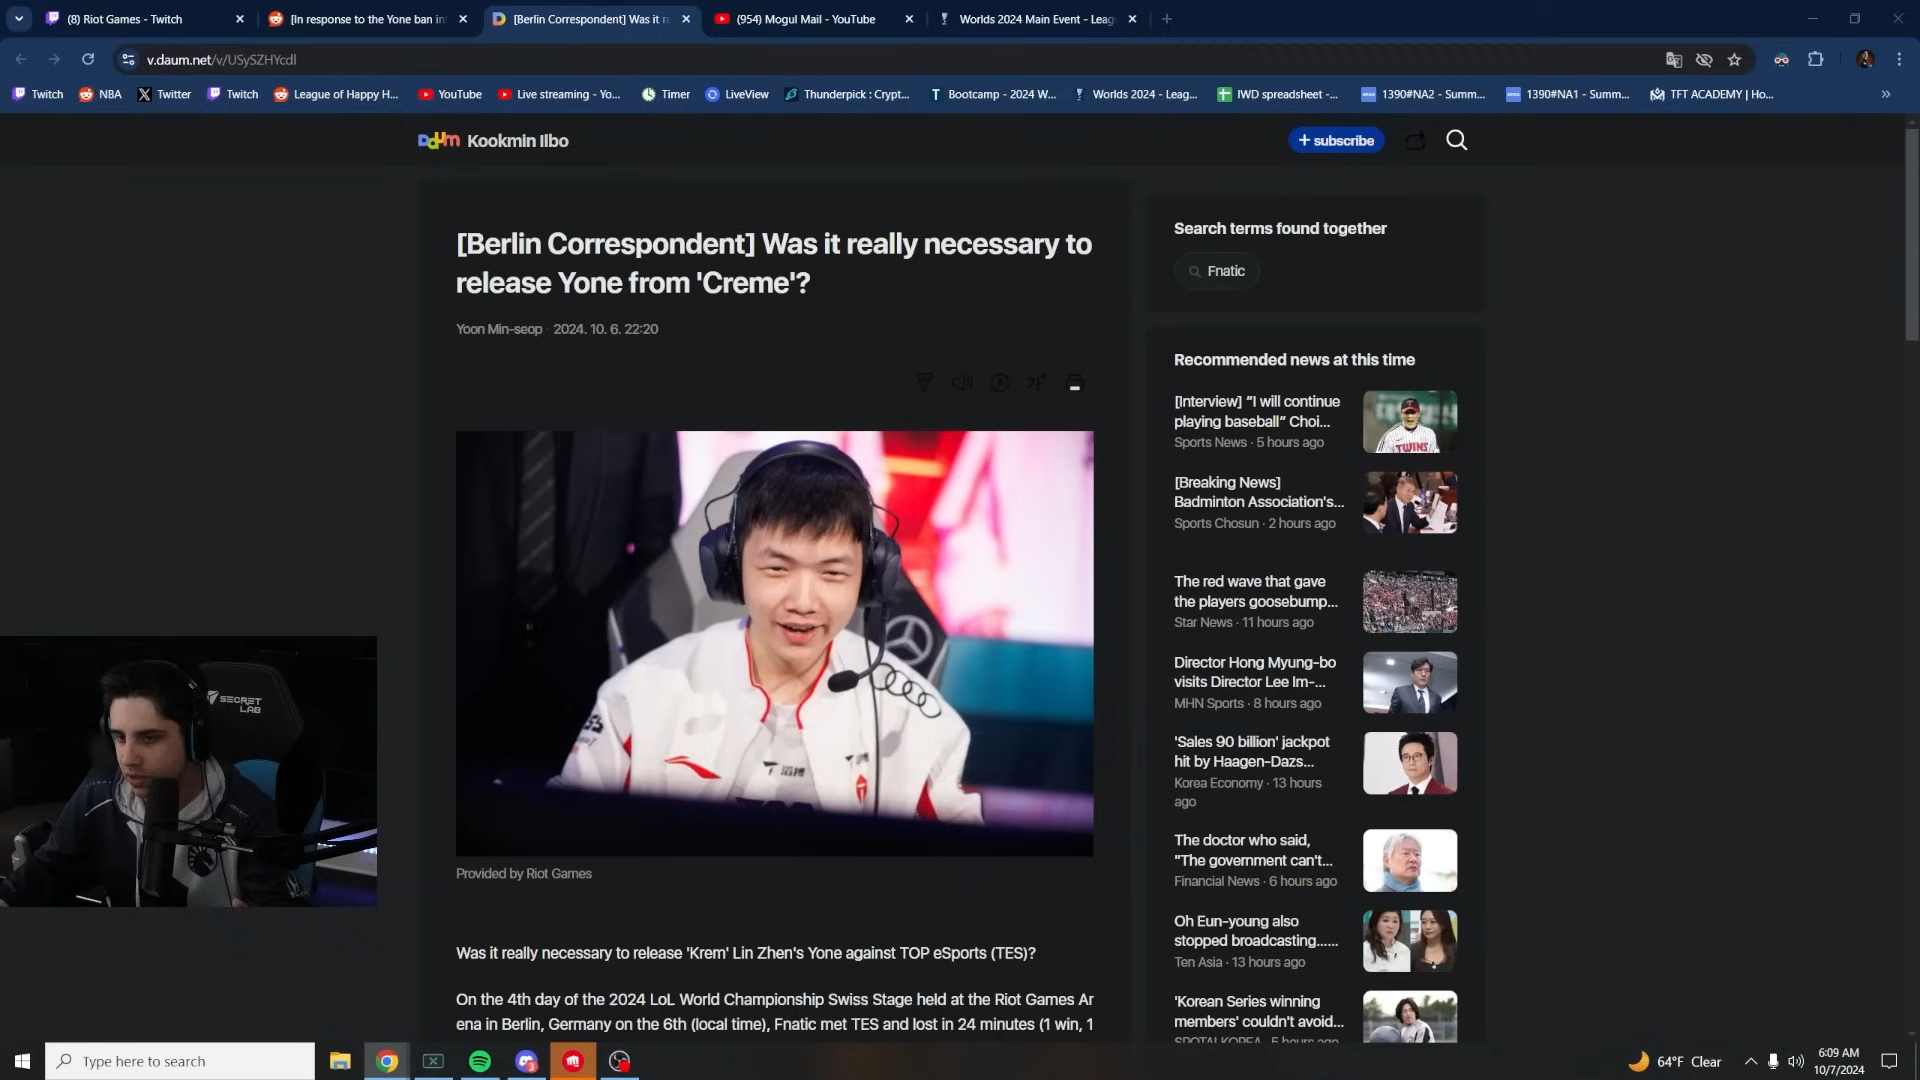 (8) Riot Games - Twitch
[In response to the Yone ban in
[Berlin Correspondent] Was it r
(954) Mogul Mail - YouTube
Worlds 2024 Main Event - Leag
v.daum.net/v/USySZHYcdl
Twitch
NBA
Twitter
Twitch
League of Happy H...
YouTube
Live streaming - Yo...
Timer
LiveView
Thunderpick : Crypt...
Bootcamp - 2024 W...
Worlds 2024 - Leag...
IWD spreadsheet -...
1390#NA2 - Summ...
1390#NA1 - Summ...
TFT ACADEMY | Ho...
Daum Kookmin Ilbo
+ subscribe
[Berlin Correspondent] Was it really necessary to
release Yone from 'Creme'?
Yoon Min-seop 2024. 10. 6. 22:20
가+
Provided by Riot Games
Was it really necessary to release 'Krem' Lin Zhen's Yone against TOP eSports (TES)?
On the 4th day of the 2024 LoL World Championship Swiss Stage held at the Riot Games Ar
ena in Berlin, Germany on the 6th (local time), Fnatic met TES and lost in 24 minutes (1 win, 1
Search terms found together
Fnatic
Recommended news at this time
[Interview] “I will continue
playing baseball” Choi...
Sports News · 5 hours ago
TWINS
[Breaking News]
Badminton Association's...
Sports Chosun · 2 hours ago
The red wave that gave
the players goosebump...
Star News · 11 hours ago
Director Hong Myung-bo
visits Director Lee Im-...
MHN Sports · 8 hours ago
'Sales 90 billion' jackpot
hit by Haagen-Dazs...
Korea Economy · 13 hours
ago
The doctor who said,
"The government can't...
Financial News · 6 hours ago
Oh Eun-young also
stopped broadcasting......
Ten Asia · 13 hours ago
'Korean Series winning
members' couldn't avoid...
SPOTALKOREA · 5 hours ago
SECRET
LAB
Type here to search
64°F Clear
6:09 AM
10/7/2024